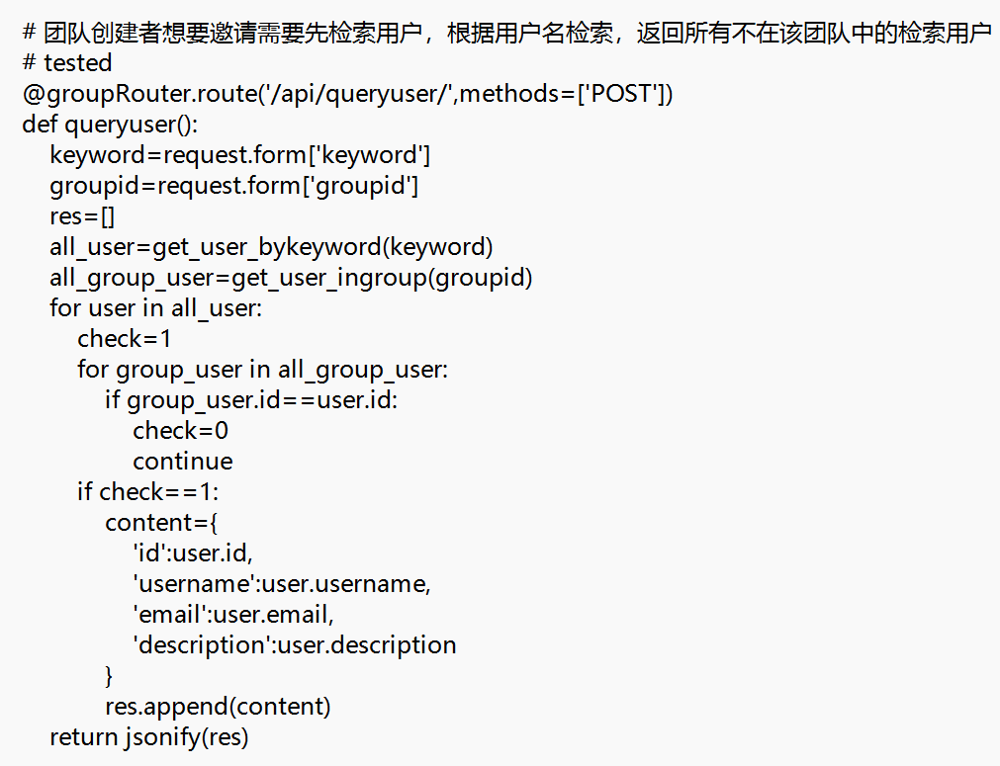 # 团队创建者想要邀请需要先检索用户，根据用户名检索，返回所有不在该团队中的检索用户
# tested
@groupRouter.route('/api/queryuser/',methods=['POST'])
def queryuser():
    keyword=request.form['keyword']
    groupid=request.form['groupid']
    res=[]
    all_user=get_user_bykeyword(keyword)
    all_group_user=get_user_ingroup(groupid)
    for user in all_user:
        check=1
        for group_user in all_group_user:
            if group_user.id==user.id:
                check=0
                continue
        if check==1:
            content={
                'id':user.id,
                'username':user.username,
                'email':user.email,
                'description':user.description
            }
            res.append(content)
    return jsonify(res)